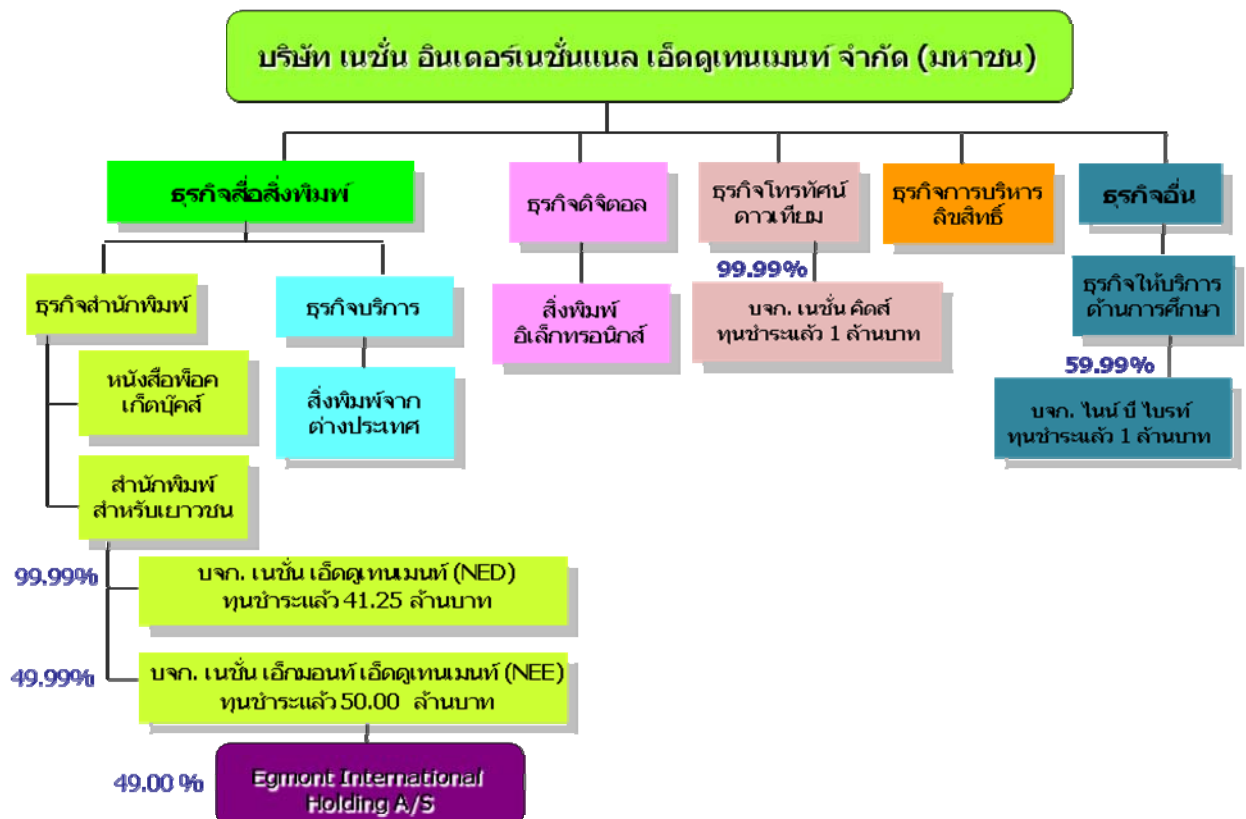 บริษัท เนชั่น อินเตอร์เนชั่นแนล เอ็ดดูเทนเมนท์ จำกัด (มหาชน)
ธุรกิจสื่อสิ่งพิมพ์
ธุรกิจดิจิตอล
ธุรกิจโทรทัศน์
ดาวเทียม
ธุรกิจการบริหาร
ลิขสิทธิ์
ธุรกิจอื่น
ธุรกิจสำนักพิมพ์
ธุรกิจบริการ
สิ่งพิมพ์
อิเล็กทรอนิกส์
99.99%
บจก. เนชั่น คิดส์
ทุนชำระแล้ว 1 ล้านบาท
ธุรกิจให้บริการ
ด้านการศึกษา
59.99%
บจก. ไนน์ บี ไบรท์
ทุนชำระแล้ว 1 ล้านบาท
หนังสือพ็อค
เก็ตบุ๊คส์
สิ่งพิมพ์จาก
ต่างประเทศ
สำนักพิมพ์
สำหรับเยาวชน
99.99%
บจก. เนชั่น เอ็ดดูเทนเมนท์ (NED)
ทุนชำระแล้ว 41.25 ล้านบาท
49.99%
บจก. เนชั่น เอ็กมอนท์ เอ็ดดูเทนเมนท์ (NEE)
ทุนชำระแล้ว 50.00 ล้านบาท
49.00 %
Egmont International
Holding A/S